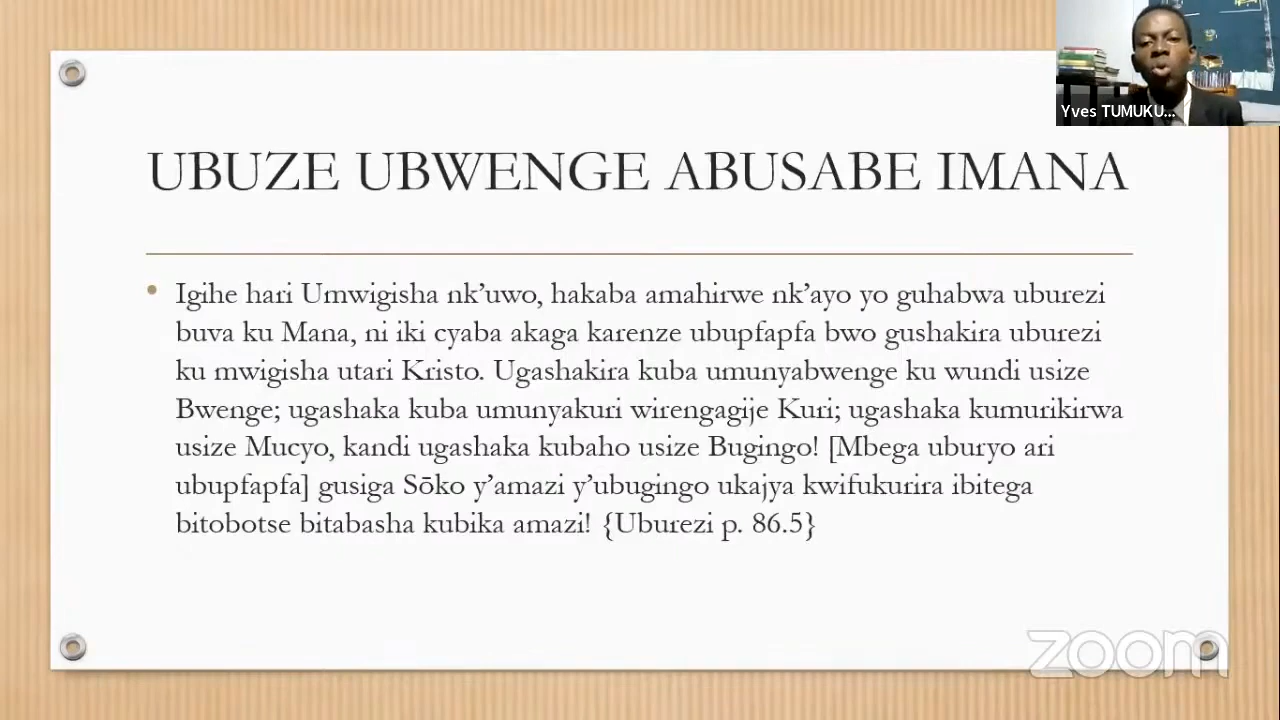 Yves TUMUKU...
UBUZE UBWENGE ABUSABE IMANA
• Igihe hari Umwigisha nk’uwo, hakaba amahirwe nk’ayo yo guhabwa uburezi
buva ku Mana, ni iki cyaba akaga karenze ubupfapfa bwo gushakira uburezi
ku mwigisha utari Kristo. Ugashakira kuba umunyabwenge ku wundi usize
Bwenge; ugashaka kuba umunyakuri wirengagije Kuri; ugashaka kumurikirwa
usize Mucyo, kandi ugashaka kubaho usize Bugingo! [Mbega uburyo ari
ubupfapfa] gusiga Sōko y’amazi y’ubugingo ukajya kwifukurira ibitega
bitobotse bitabasha kubika amazi! {Uburezi p. 86.5}
zoom